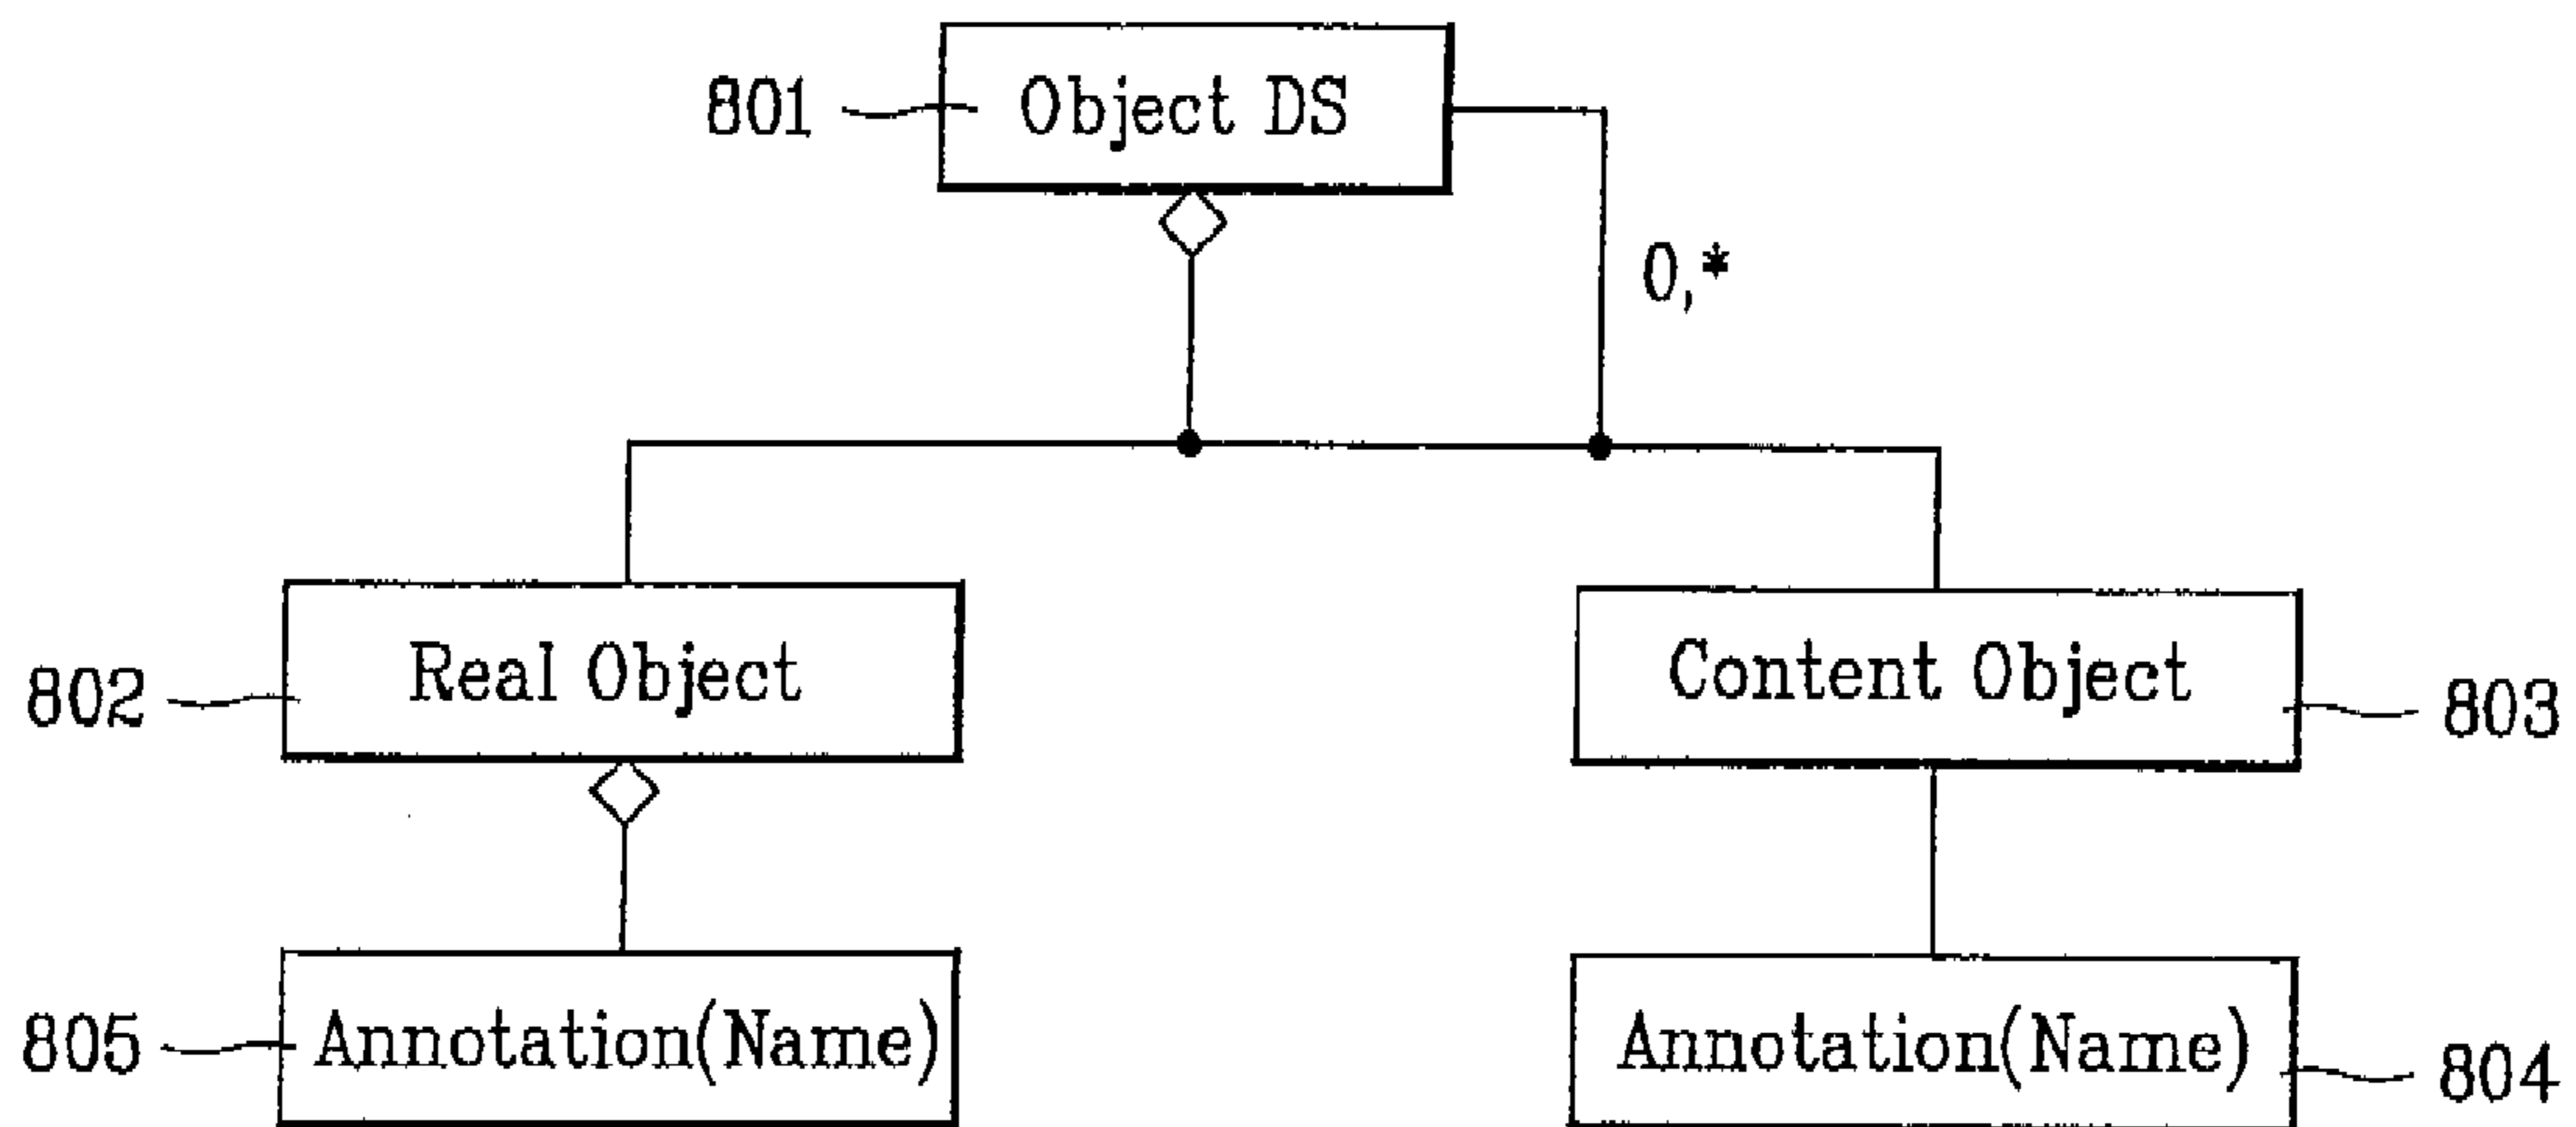 801 Object DS
0,*
802 Real Object Content Object 803
805 Annotation(Name) Annotation(Name) 804